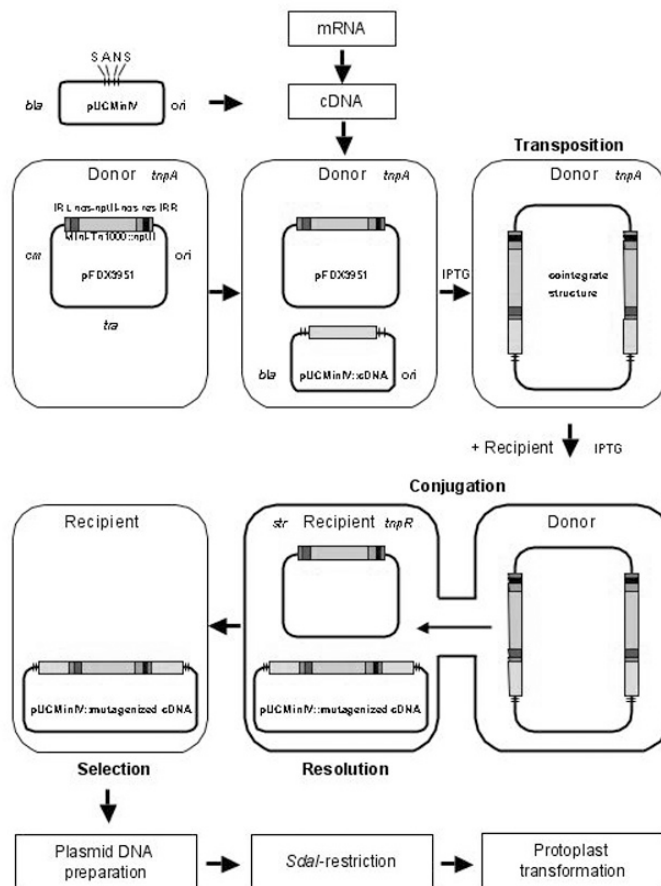 mRNA
S A N S
bla
pUCMinIV
ori
cDNA
Transposition
Donor tnpA
IRL nos-nptII-nos res IRR
Mini-Tn1000::nptII
cm
ori
pFDX3951
tra
Donor tnpA
pFDX3951
IPTG
bla
pUCMinIV::cDNA
ori
Donor tnpA
cointegrate
structure
+ Recipient
IPTG
Conjugation
Recipient
str Recipient tnpR
Donor
pUCMinIV::mutagenized cDNA
pUCMinIV::mutagenized cDNA
Selection
Resolution
Plasmid DNA
preparation
SdaI-restriction
Protoplast
transformation